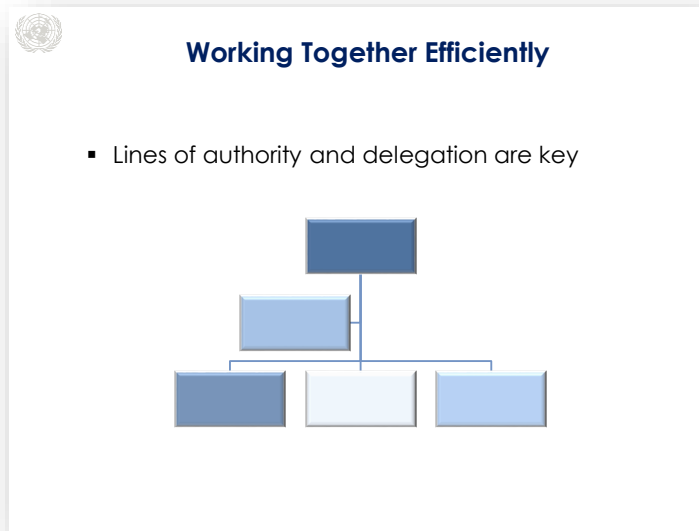 Working Together Efficiently
Lines of authority and delegation are key